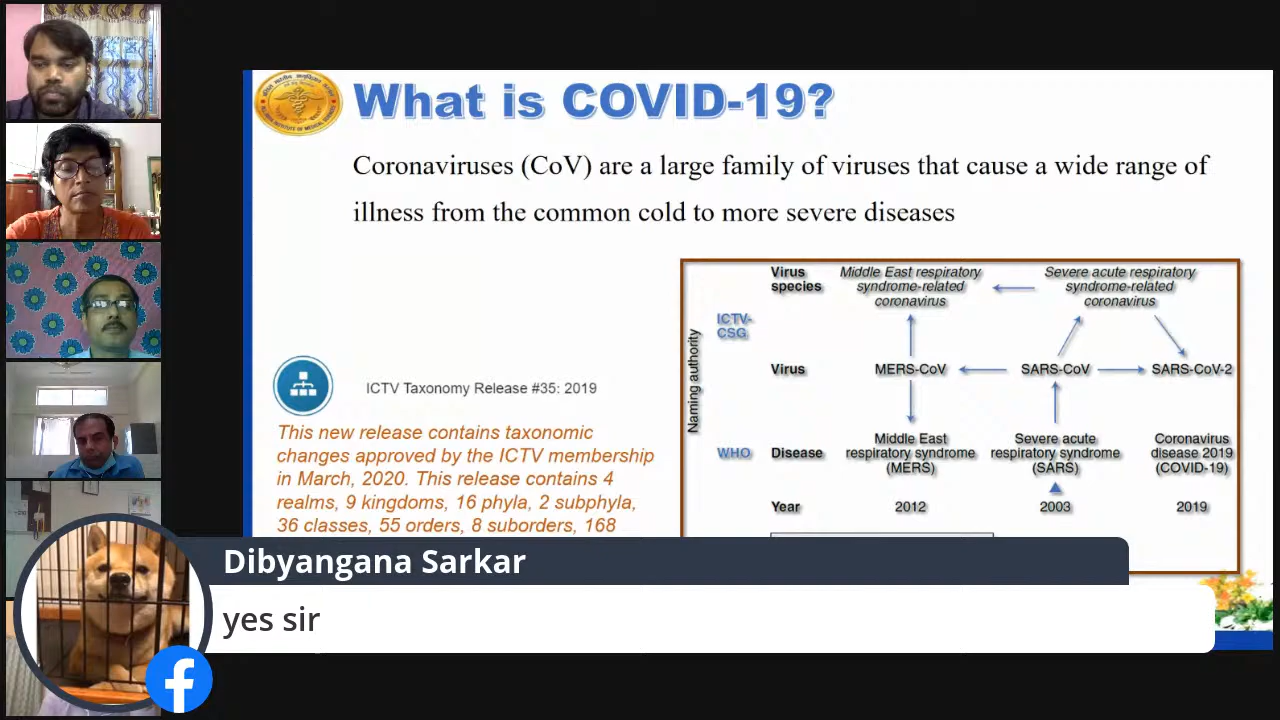 What is COVID-19?
Coronaviruses (CoV) are a large family of viruses that cause a wide range of
illness from the common cold to more severe diseases
ICTV Taxonomy Release #35: 2019
This new release contains taxonomic
changes approved by the ICTV membership
in March, 2020. This release contains 4
realms, 9 kingdoms, 16 phyla, 2 subphyla,
36 classes, 55 orders, 8 suborders, 168
Naming authority
ICTV-
CSG
WHO
Virus
species
Middle East respiratory
syndrome-related
coronavirus
Severe acute respiratory
syndrome-related
coronavirus
Virus
MERS-CoV
SARS-CoV
SARS-CoV-2
Disease
Middle East
respiratory syndrome
(MERS)
Severe acute
respiratory syndrome
(SARS)
Coronavirus
disease 2019
(COVID-19)
Year
2012
2003
2019
Dibyangana Sarkar
yes sir